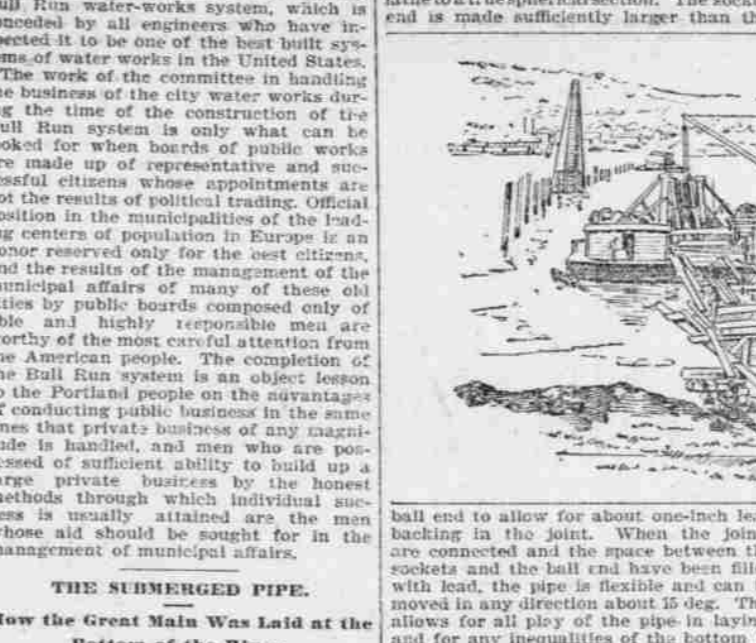 Bull Run water-works system, which is
conceded by all engineers who have in-
spected it to be one of the best built sys-
tems of water works in the United States.
The work of the committee in handling
the business of the city water works dur-
ing the time of the construction of the
Bull Run system is only what can be
looked for when boards of public works
are made up of representative and suc-
cessful citizens whose appointments are
not the results of political trading. Official
position in the municipalities of the lead-
ing centers of population in Europe is an
honor reserved only for the best citizens,
and the results of the management of the
municipal affairs of many of these old
cities by public boards composed only of
able and highly responsible men are
worthy of the most careful attention from
the American people. The completion of
the Bull Run system is an object lesson
to the Portland people on the advantages
of conducting public business in the same
lines that private business of any magni-
tude is handled, and men who are pos-
sessed of sufficient ability to build up a
large private business by the honest
methods through which individual suc-
cess is usually attained are the men
whose aid should be sought for in the
management of municipal affairs.
THE SUBMERGED PIPE.
How the Great Main Was Laid at the
Bottom of the River.
end is made sufficiently larger than
ball end to allow for about one-inch
backing in the joint. When the
are connected and the space between
sockets and the ball end have been
with lead, the pipe is flexible and can
moved in any direction about 15 deg.
allows for all play of the pipe in
and for any inequalities of the bottom